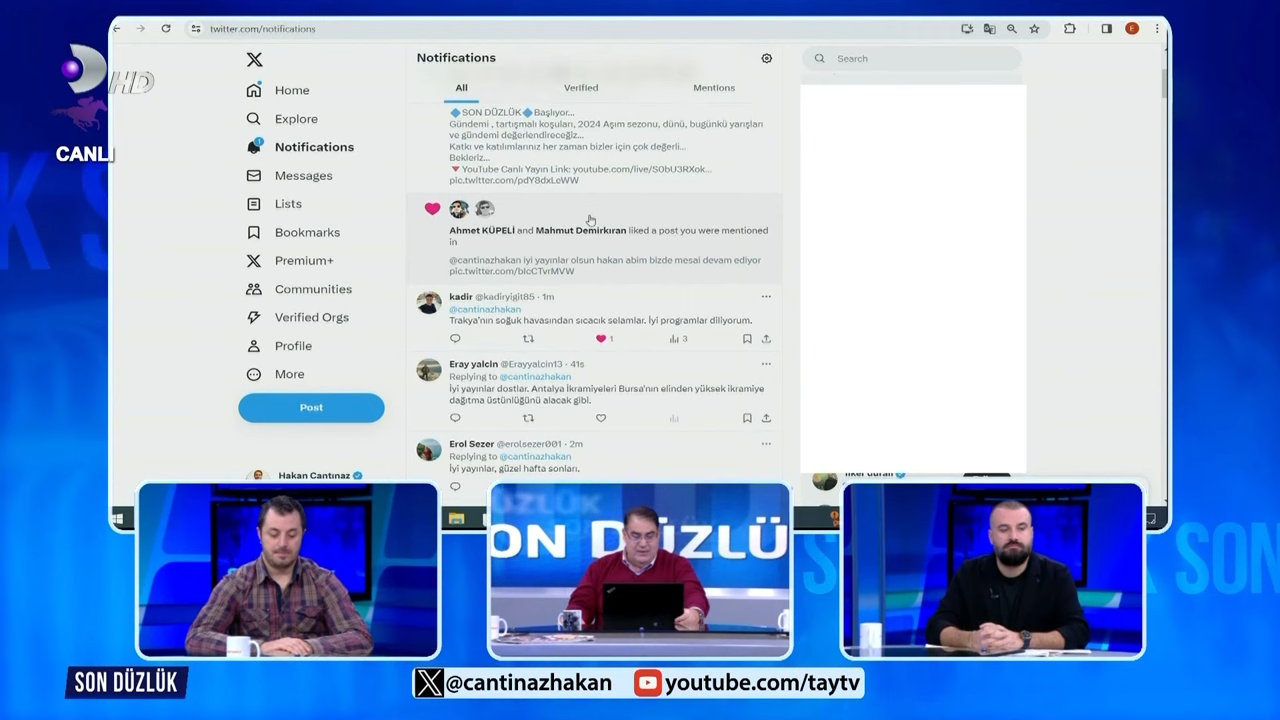 twitter.com/notifications
E
HD
CANLI
Home
Explore
1
Notifications
Messages
Lists
Bookmarks
Premium+
Communities
Verified Orgs
Profile
More
Post
Hakan Cantınaz
Notifications
All
Verified
Mentions
🔷SON DÜZLÜK🔷Başlıyor...
Gündemi , tartışmalı koşuları, 2024 Aşım sezonu, dünü, bugünkü yarışları
ve gündemi değerlendireceğiz...
Katkı ve katılımlarınız her zaman bizler için çok değerli...
Bekleriz...
🔻YouTube Canlı Yayın Link: youtube.com/live/S0bU3RXok...
pic.twitter.com/pdY8dxLeWW
Ahmet KÜPELİ and Mahmut Demirkıran liked a post you were mentioned
in
@cantinazhakan iyi yayınlar olsun hakan abim bizde mesai devam ediyor
pic.twitter.com/blcCTvrMVW
kadir @kadiryigit85 · 1m
@cantinazhakan
Trakya'nın soğuk havasından sıcacık selamlar. İyi programlar diliyorum.
1
3
Eray yalcin @Erayyalcin13 · 41s
Replying to @cantinazhakan
İyi yayınlar dostlar. Antalya İkramiyeleri Bursa'nın elinden yüksek ikramiye
dağıtma üstünlüğünü alacak gibi.
Erol Sezer @erolsezer001 · 2m
Replying to @cantinazhakan
İyi yayınlar, güzel hafta sonları.
Search
ON DÜZLÜ
SON
SON DÜZLÜK
@cantinazhakan
youtube.com/taytv